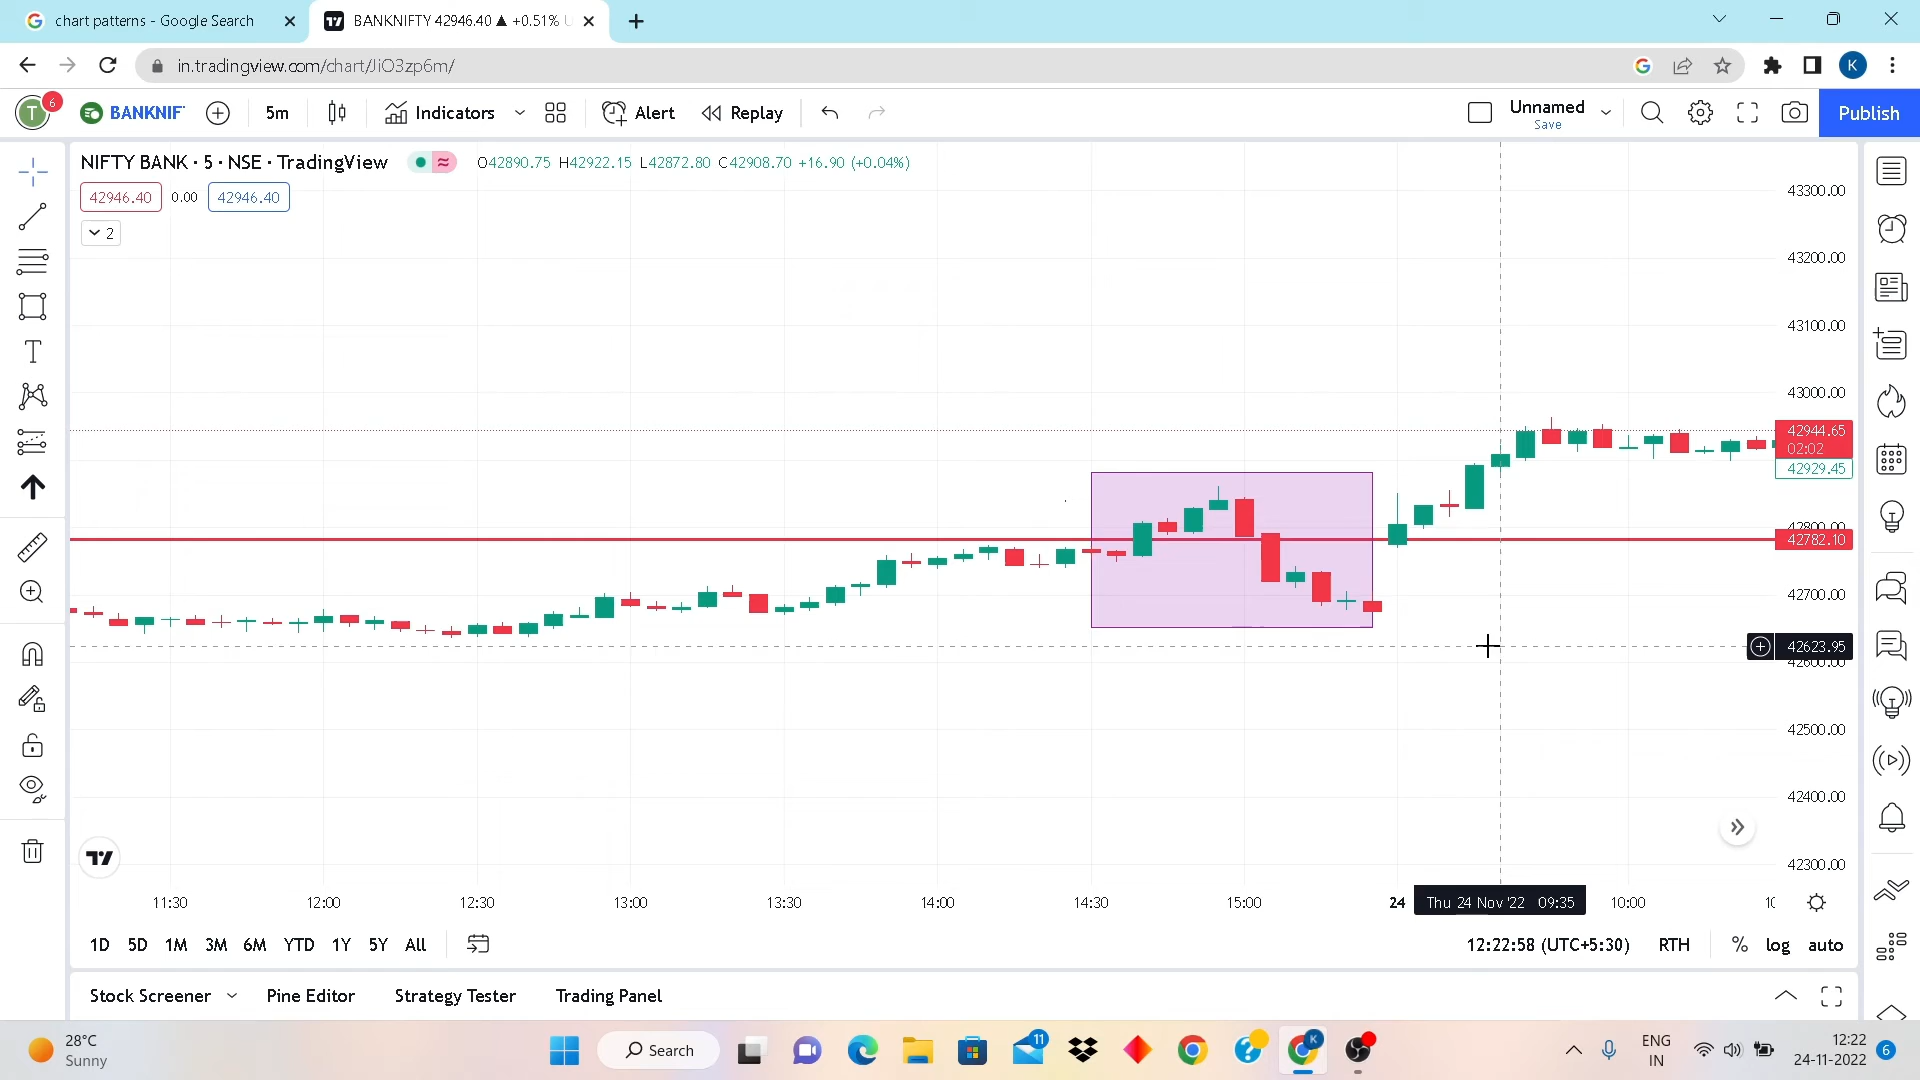 chart patterns - Google Search
BANKNIFTY 42946.40 ▲ +0.51% U
in.tradingview.com/chart/JiO3zp6m/
K
T
6
BANKNIF
5m
Indicators
Alert
Replay
Unnamed
Save
Publish
NIFTY BANK · 5 · NSE · TradingView
O42890.75 H42922.15 L42872.80 C42908.70 +16.90 (+0.04%)
42946.40
0.00
42946.40
2
43300.00
43200.00
43100.00
43000.00
42944.65
02:02
42929.45
42800.00
42782.10
42700.00
42623.95
42600.00
42500.00
42400.00
42300.00
11:30
12:00
12:30
13:00
13:30
14:00
14:30
15:00
24
Thu 24 Nov '22 09:35
10:00
1D 5D 1M 3M 6M YTD 1Y 5Y All
12:22:58 (UTC+5:30)
RTH
%
log
auto
Stock Screener
Pine Editor
Strategy Tester
Trading Panel
28°C
Sunny
Search
11
K
ENG
IN
12:22
24-11-2022
6